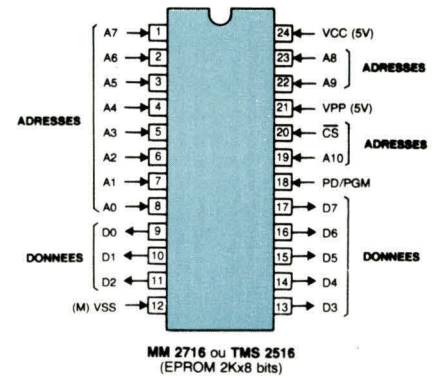 A7 1 24 VCC (5V)
A6 2 23 A8
A5 3 22 A9
ADRESSES
A4 4 21 VPP (5V)
ADRESSES
A3 5 20 CS
A2 6 19 A10
ADRESSES
A1 7 18 PD/PGM
A0 8 17 D7
D0 9 16 D6
DONNEES D1 10 15 D5 DONNEES
D2 11 14 D4
(M) VSS 12 13 D3
MM 2716 ou TMS 2516
(EPROM 2Kx8 bits)